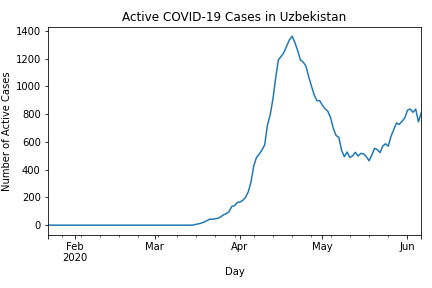 Active COVID-19 Cases in Uzbekistan
Number of Active Cases
1400
1200
1000
800
600
400
200
0
Feb
2020
Mar
Apr
May
Jun
Day